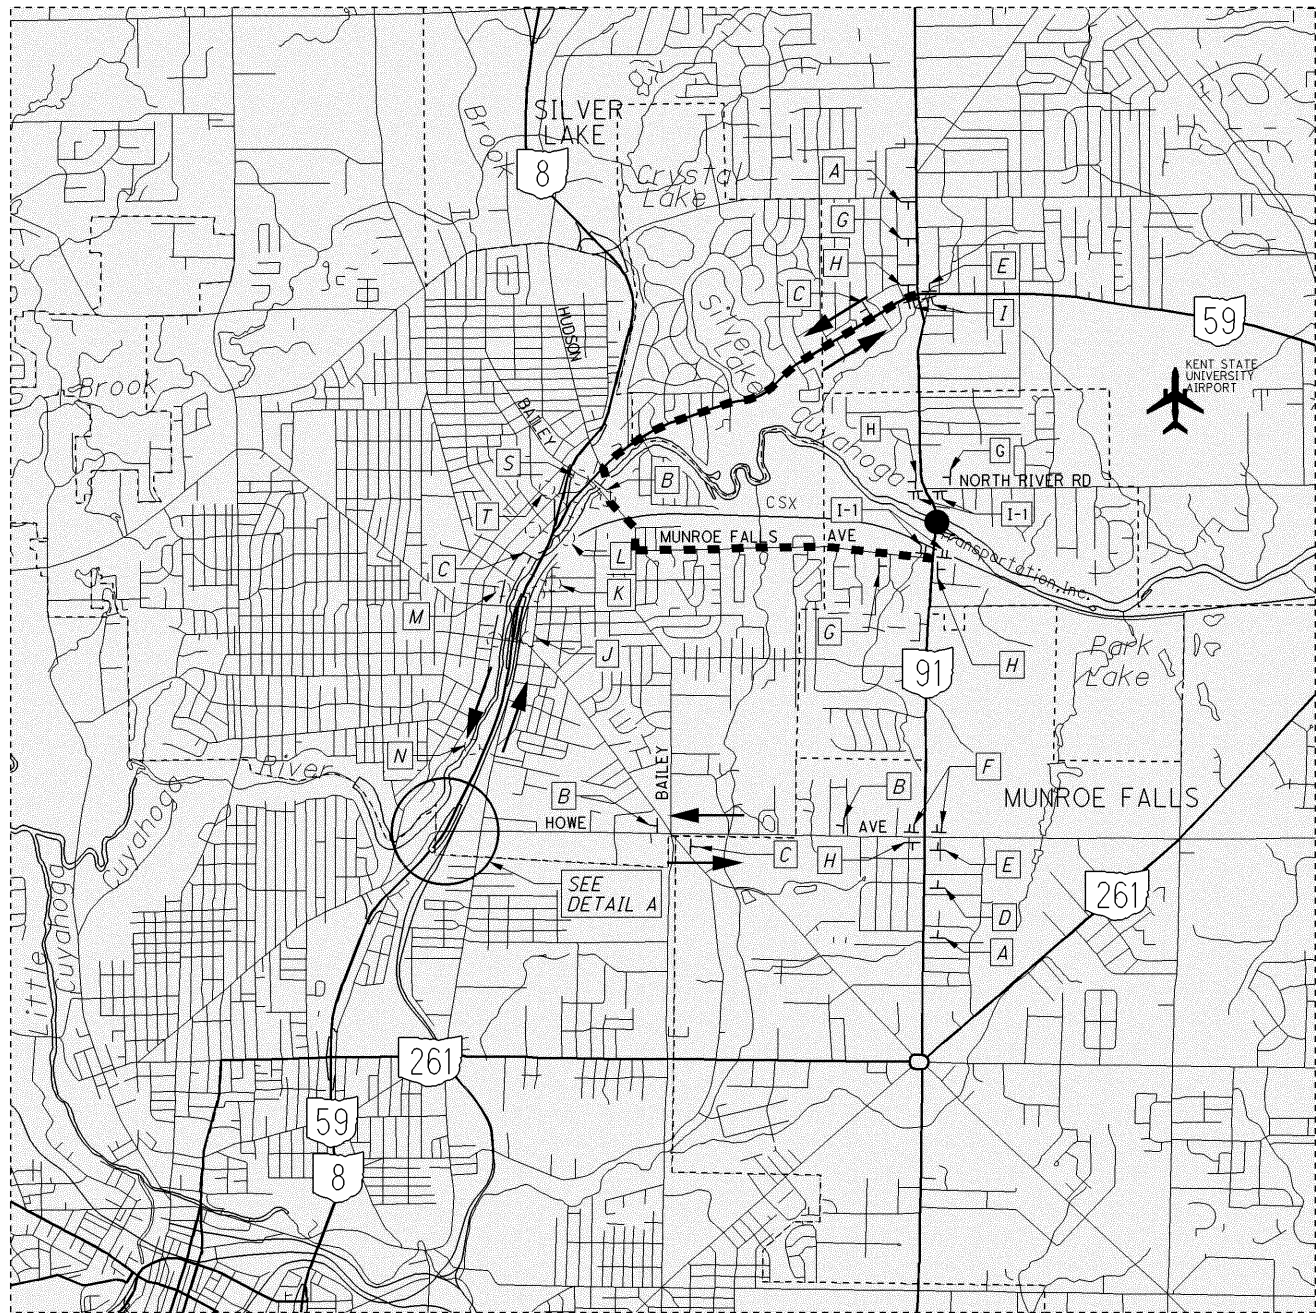 SILVER
LAKE
Brook
8
Crystal
Lake
A
G
H
E
C
I
59
Silver
Lake
HUDSON
KENT STATE
UNIVERSITY
AIRPORT
Brook
BAILEY
Cuyahoga
H
G
S
B
NORTH RIVER RD
T
CSX
I-1
I-1
MUNROE FALLS AVE
Transportation, Inc.
L
C
K
M
G
H
J
Park
Lake
91
N
River
F
BAILEY
B
B
MUNROE FALLS
HOWE
AVE
C
H
E
Cuyahoga
SEE
DETAIL A
261
D
A
Little
Cuyahoga
261
59
8